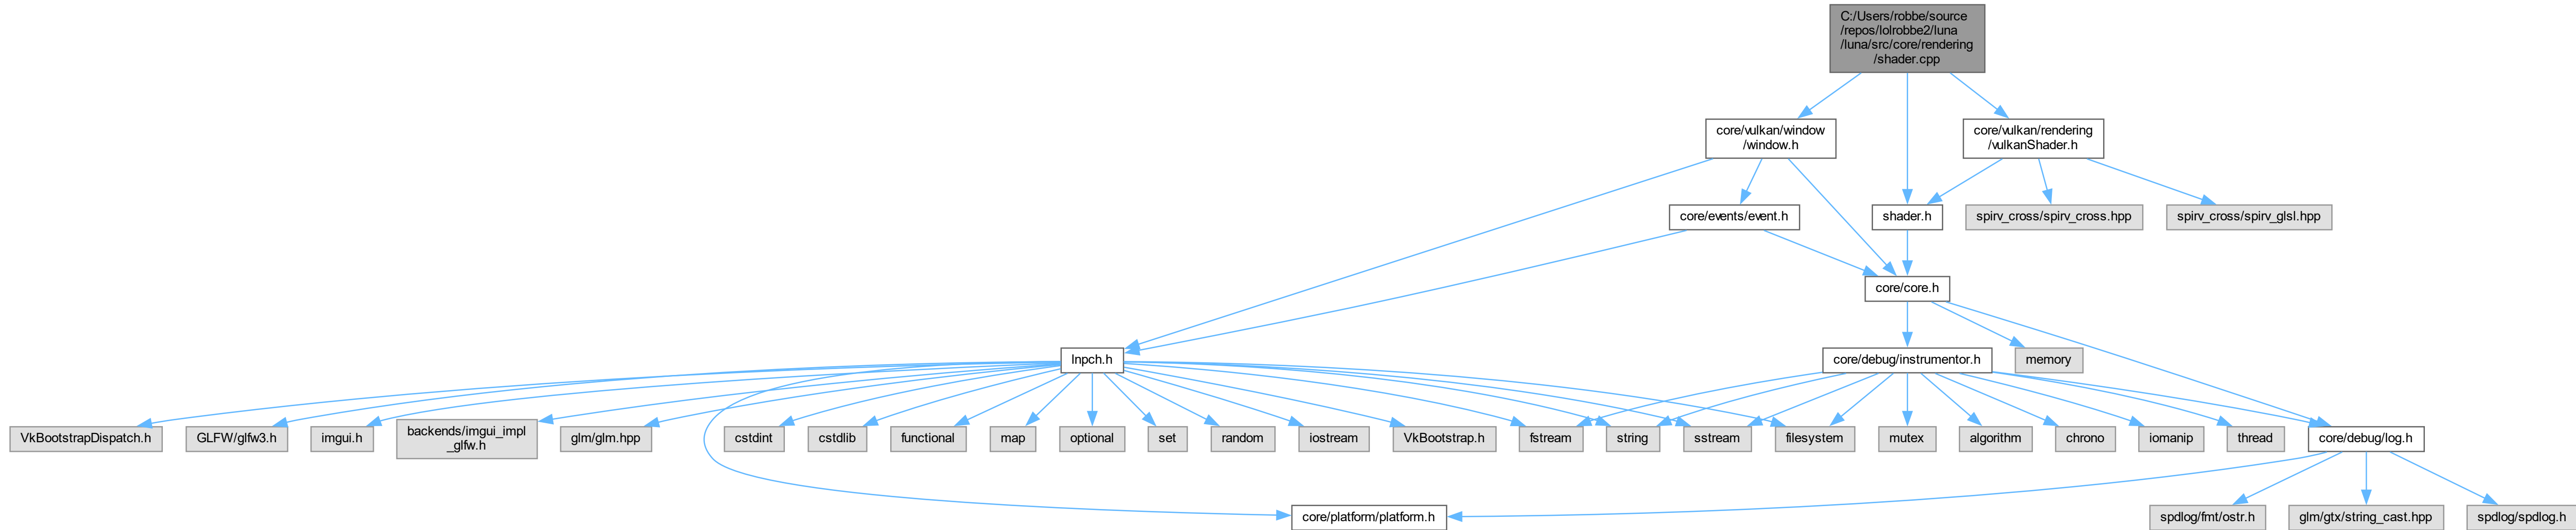 C:/Users/robbe/source
/repos/lolrobbe2/luna
/luna/src/core/rendering
/shader.cpp
core/vulkan/window
/window.h
core/vulkan/rendering
/vulkanShader.h
core/events/event.h
shader.h
spirv_cross/spirv_cross.hpp
spirv_cross/spirv_glsl.hpp
core/core.h
lnpch.h
core/debug/instrumentor.h
memory
VkBootstrapDispatch.h
GLFW/glfw3.h
imgui.h
backends/imgui_impl
_glfw.h
glm/glm.hpp
cstdint
cstdlib
functional
map
optional
set
random
iostream
VkBootstrap.h
fstream
string
sstream
filesystem
mutex
algorithm
chrono
iomanip
thread
core/debug/log.h
core/platform/platform.h
spdlog/fmt/ostr.h
glm/gtx/string_cast.hpp
spdlog/spdlog.h